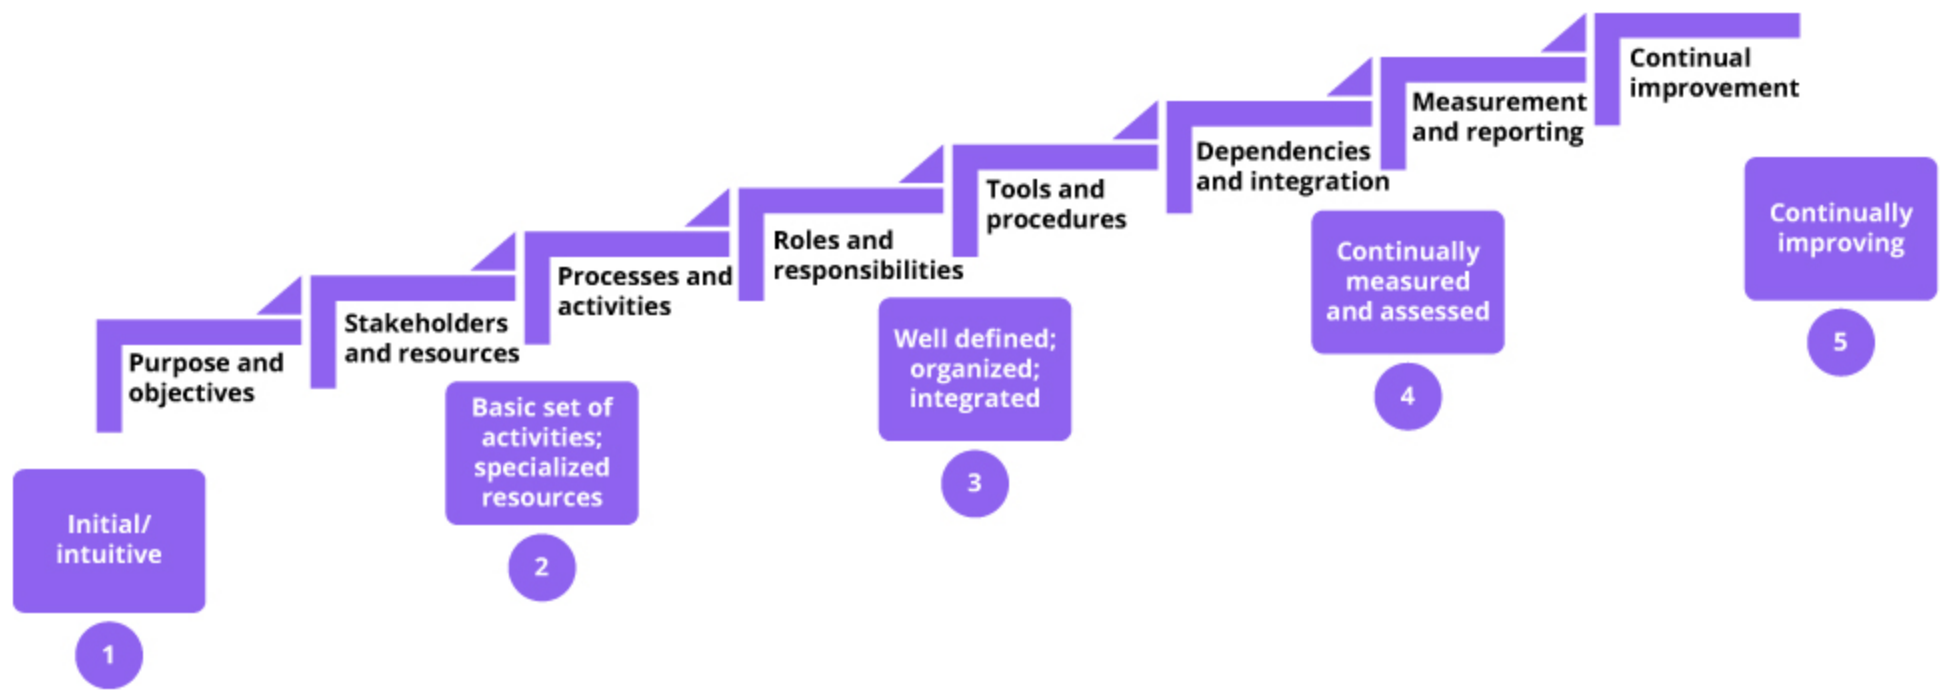 Purpose and
objectives
Stakeholders
and resources
Processes and
activities
Roles and
responsibilities
Tools and
procedures
Dependencies
and integration
Measurement
and reporting
Continual
improvement
Initial/
intuitive
1
Basic set of
activities;
specialized
resources
2
Well defined;
organized;
integrated
3
Continually
measured
and assessed
4
Continually
improving
5